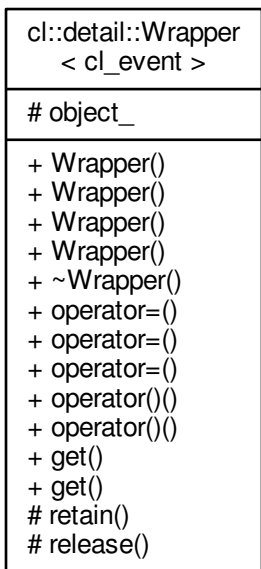 cl::detail::Wrapper
< cl_event >
# object_
+ Wrapper()
+ Wrapper()
+ Wrapper()
+ Wrapper()
+ ~Wrapper()
+ operator=()
+ operator=()
+ operator=()
+ operator()()
+ operator()()
+ get()
+ get()
# retain()
# release()